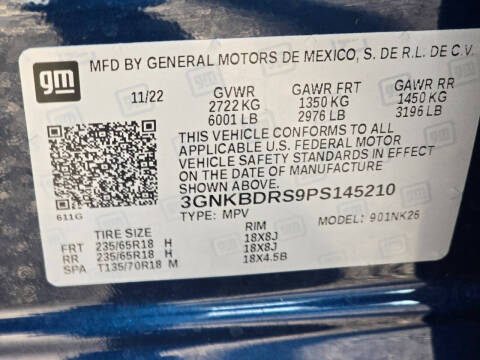 gm
MFD BY GENERAL MOTORS DE MEXICO, S. DE R.L. DE C.V.
11/22 GVWR GAWR FRT GAWR RR
2722 KG 1350 KG 1450 KG
6001 LB 2976 LB 3196 LB
THIS VEHICLE CONFORMS TO ALL
APPLICABLE U.S. FEDERAL MOTOR
VEHICLE SAFETY STANDARDS IN EFFECT
ON THE DATE OF MANUFACTURE SHOWN ABOVE.
3GNKBDRS9PS145210
611G TYPE: MPV MODEL: 901NK26
TIRE SIZE RIM
FRT 235/65R18 H 18X8J
RR 235/65R18 H 18X8J
SPA T135/70R18 M 18X4.5B